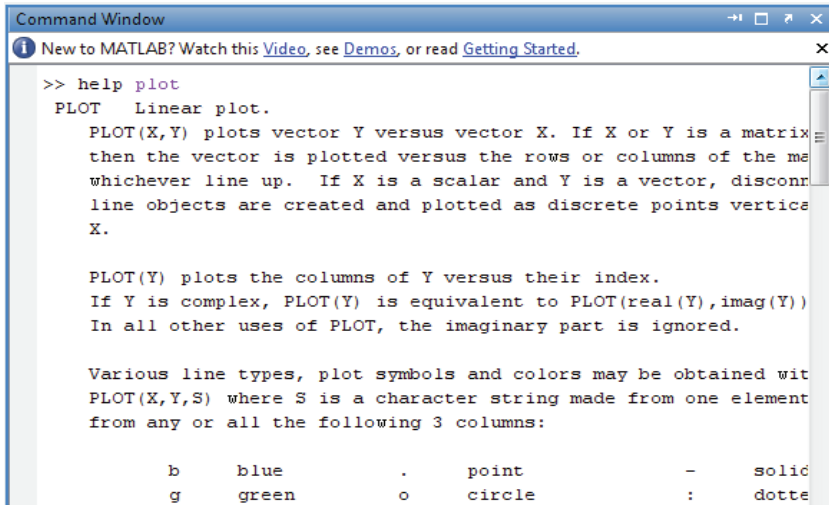 Command Window
New to MATLAB? Watch this Video, see Demos, or read Getting Started.
>> help plot
PLOT Linear plot.
PLOT(X,Y) plots vector Y versus vector X. If X or Y is a matrix
then the vector is plotted versus the rows or columns of the ma
whichever line up. If X is a scalar and Y is a vector, disconn
line objects are created and plotted as discrete points vertica
X.
PLOT(Y) plots the columns of Y versus their index.
If Y is complex, PLOT(Y) is equivalent to PLOT(real(Y),imag(Y))
In all other uses of PLOT, the imaginary part is ignored.
Various line types, plot symbols and colors may be obtained wit
PLOT(X,Y,S) where S is a character string made from one element
from any or all the following 3 columns:
b blue . point - solid
g green o circle : dotte